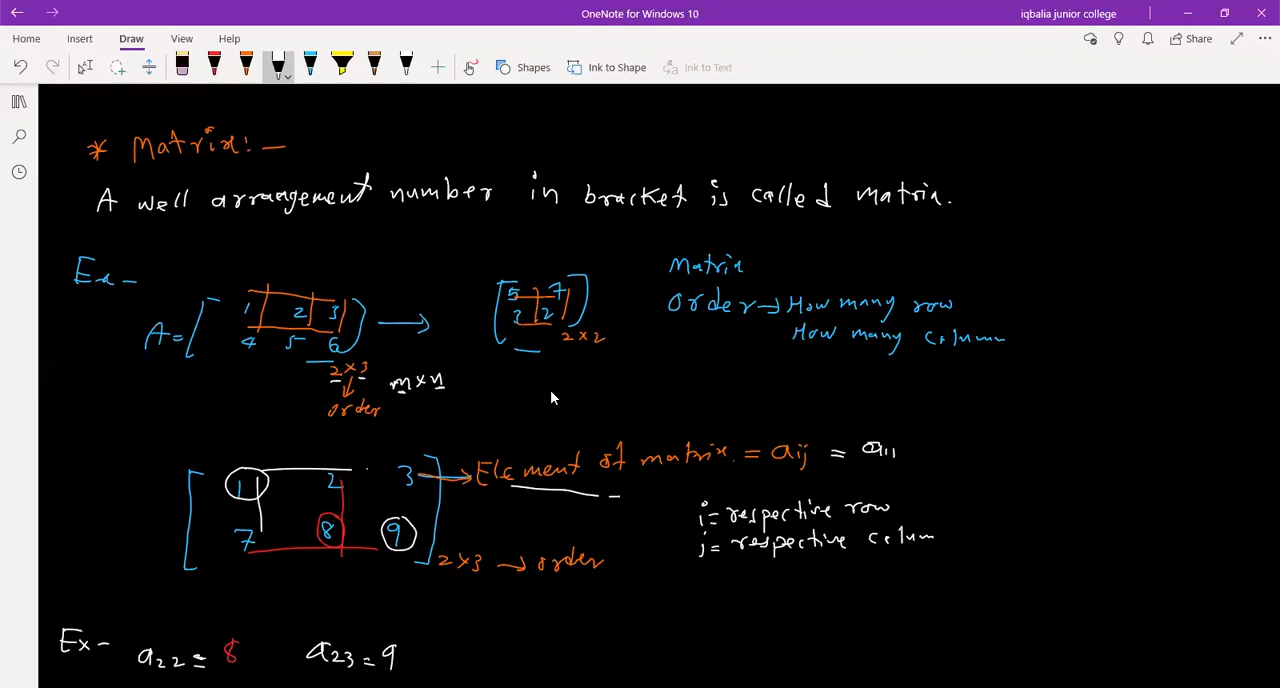 OneNote for Windows 10
iqbalia junior college
Home Insert Draw View Help
Share
Shapes Ink to Shape Ink to Text
* Matrix:-
A well arrangement number in bracket is called matrix.
Ex-
A = [ 1 2 3
4 5 6 ]
2 × 3
order
m × n
→
[ 5 7
3 2 ]
2 × 2
Matrix
Order → How many row
How many column
[ 1 2 3
7 8 9 ]
2 × 3 → order
→ Element of matrix. = aij = a11
i = respective row
j = respective colum
Ex- a22 = 8 a23 = 9